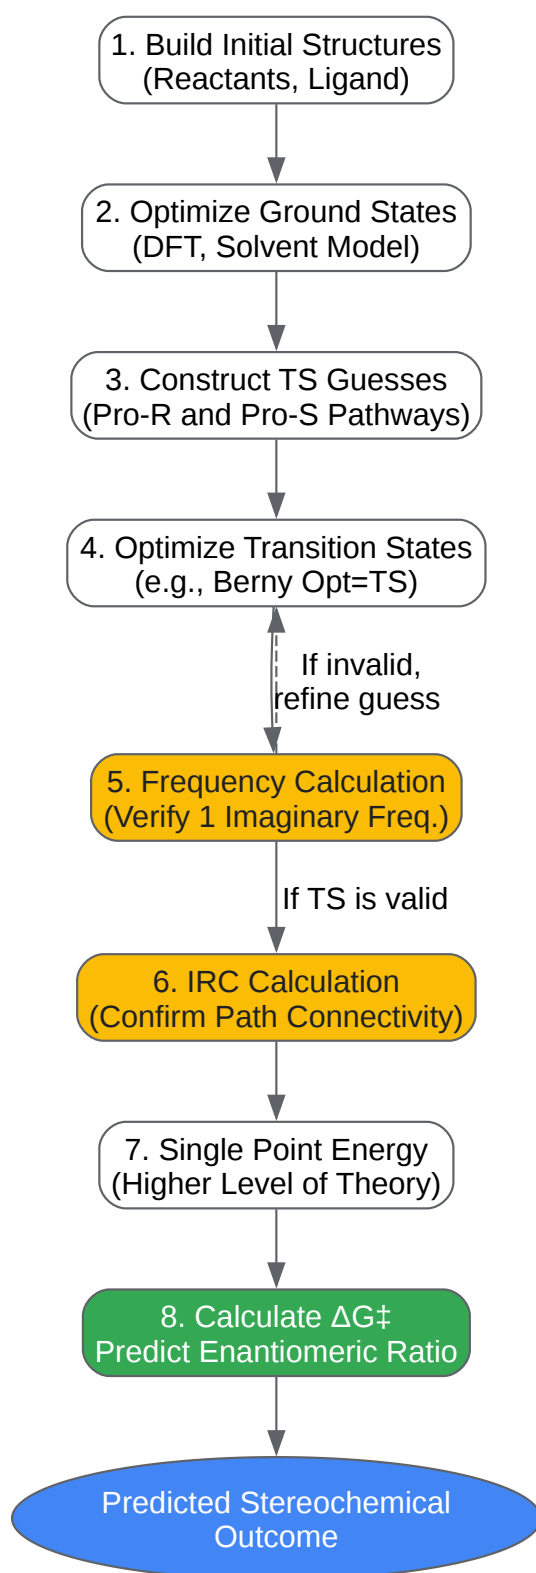 1. Build Initial Structures
(Reactants, Ligand)
2. Optimize Ground States
(DFT, Solvent Model)
3. Construct TS Guesses
(Pro-R and Pro-S Pathways)
4. Optimize Transition States
(e.g., Berny Opt=TS)
If invalid,
refine guess
5. Frequency Calculation
(Verify 1 Imaginary Freq.)
If TS is valid
6. IRC Calculation
(Confirm Path Connectivity)
7. Single Point Energy
(Higher Level of Theory)
8. Calculate ΔG‡
Predict Enantiomeric Ratio
Predicted Stereochemical
Outcome